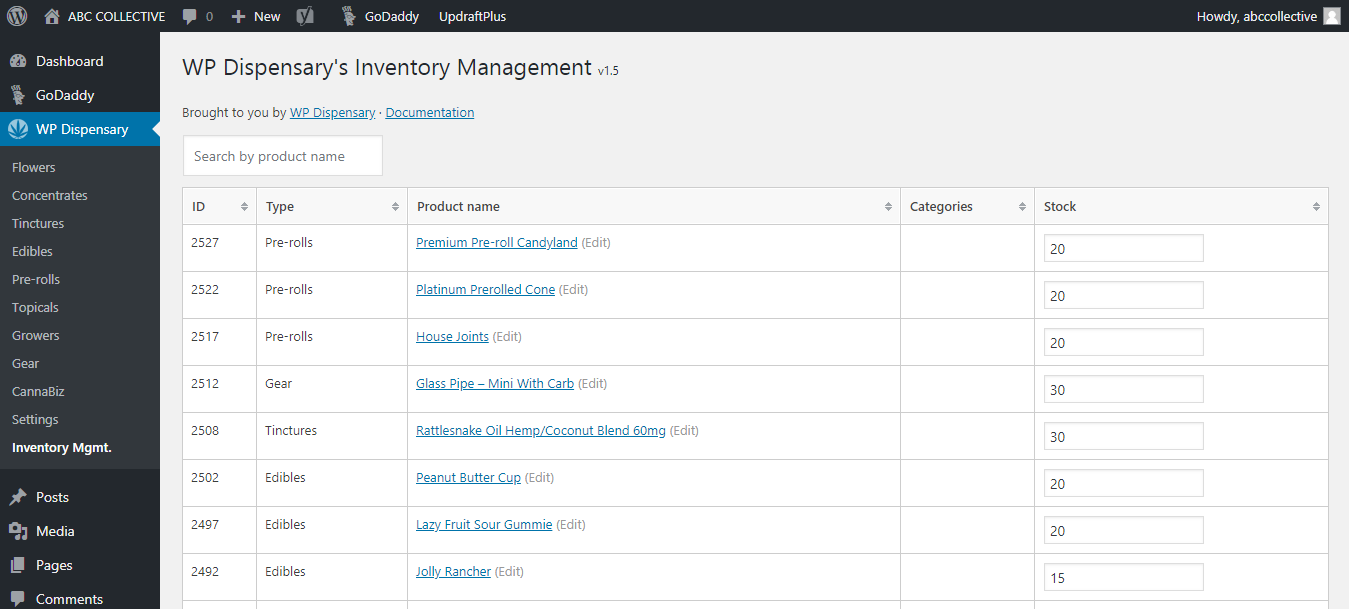 ABC COLLECTIVE 0 New GoDaddy UpdraftPlus Howdy, abccollective
Dashboard
GoDaddy
WP Dispensary
Flowers
Concentrates
Tinctures
Edibles
Pre-rolls
Topicals
Growers
Gear
CannaBiz
Settings
Inventory Mgmt.
Posts
Media
Pages
Comments
WP Dispensary's Inventory Management v1.5
Brought to you by WP Dispensary · Documentation
Search by product name
ID Type Product name Categories Stock
2527 Pre-rolls Premium Pre-roll Candyland (Edit) 20
2522 Pre-rolls Platinum Prerolled Cone (Edit) 20
2517 Pre-rolls House Joints (Edit) 20
2512 Gear Glass Pipe – Mini With Carb (Edit) 30
2508 Tinctures Rattlesnake Oil Hemp/Coconut Blend 60mg (Edit) 30
2502 Edibles Peanut Butter Cup (Edit) 20
2497 Edibles Lazy Fruit Sour Gummie (Edit) 20
2492 Edibles Jolly Rancher (Edit) 15